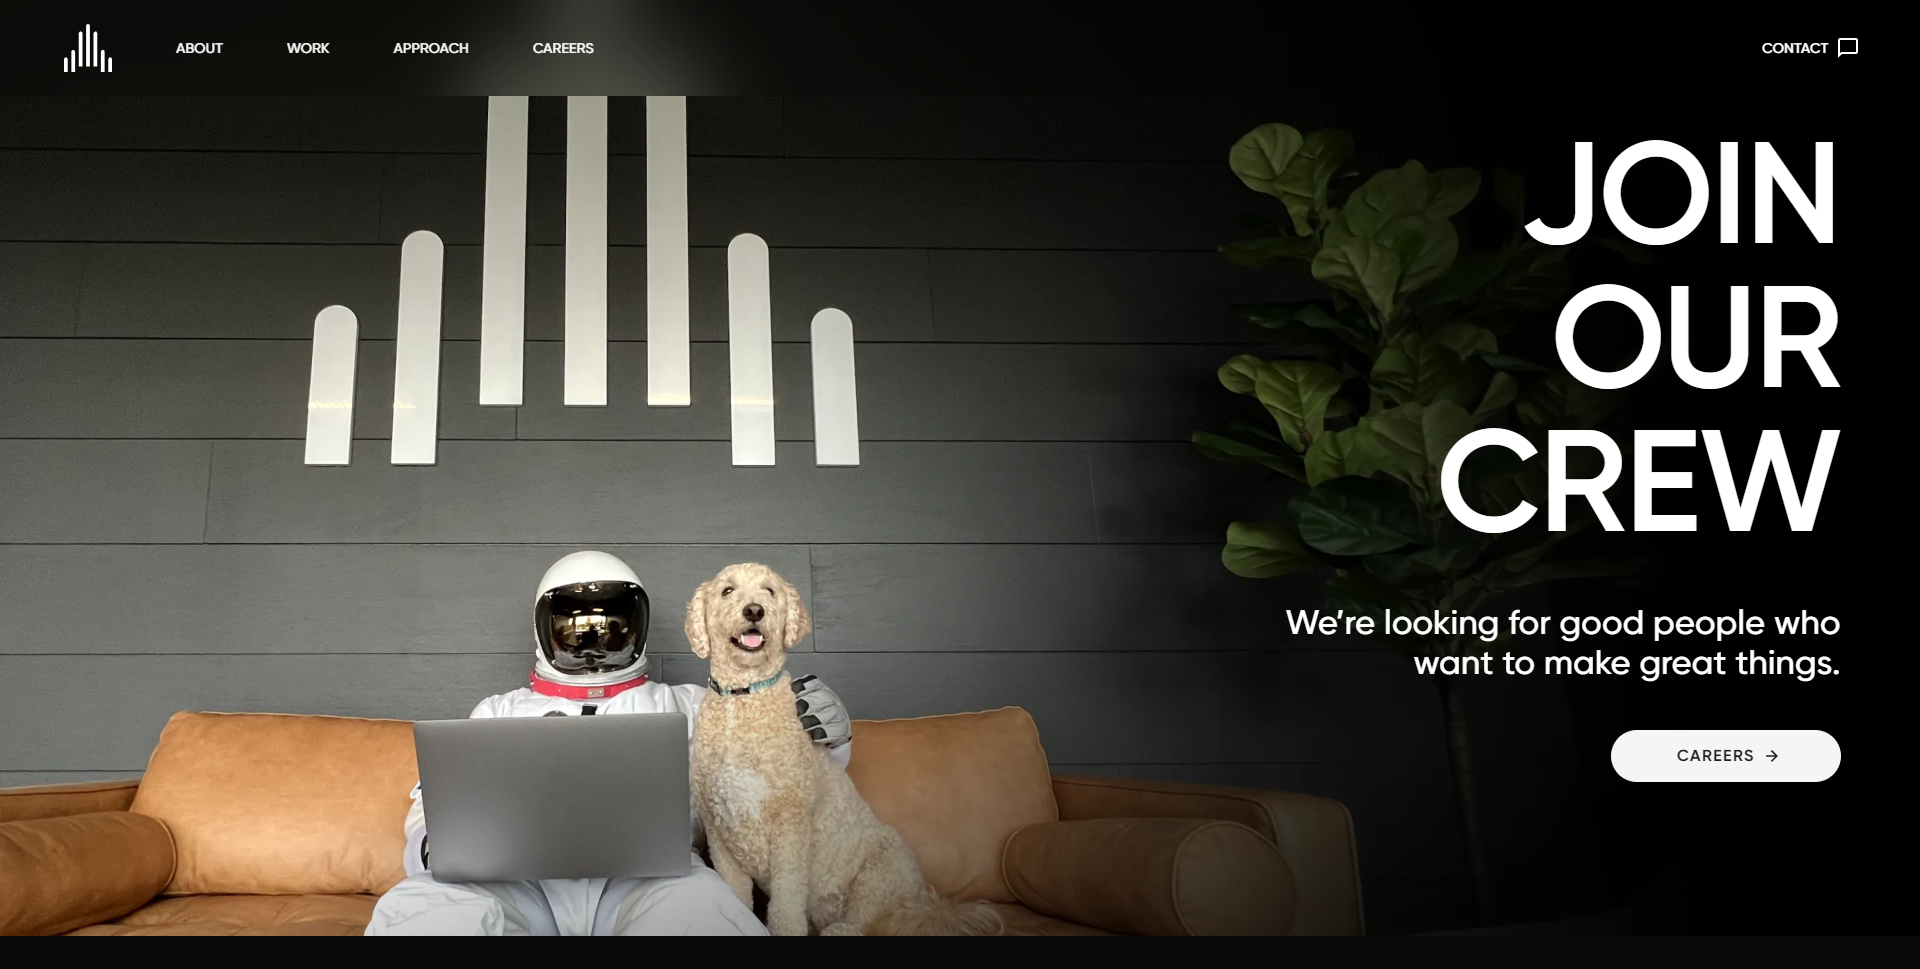 ABOUT
WORK
APPROACH
CAREERS
CONTACT
JOIN
OUR
CREW
We’re looking for good people who
want to make great things.
CAREERS →